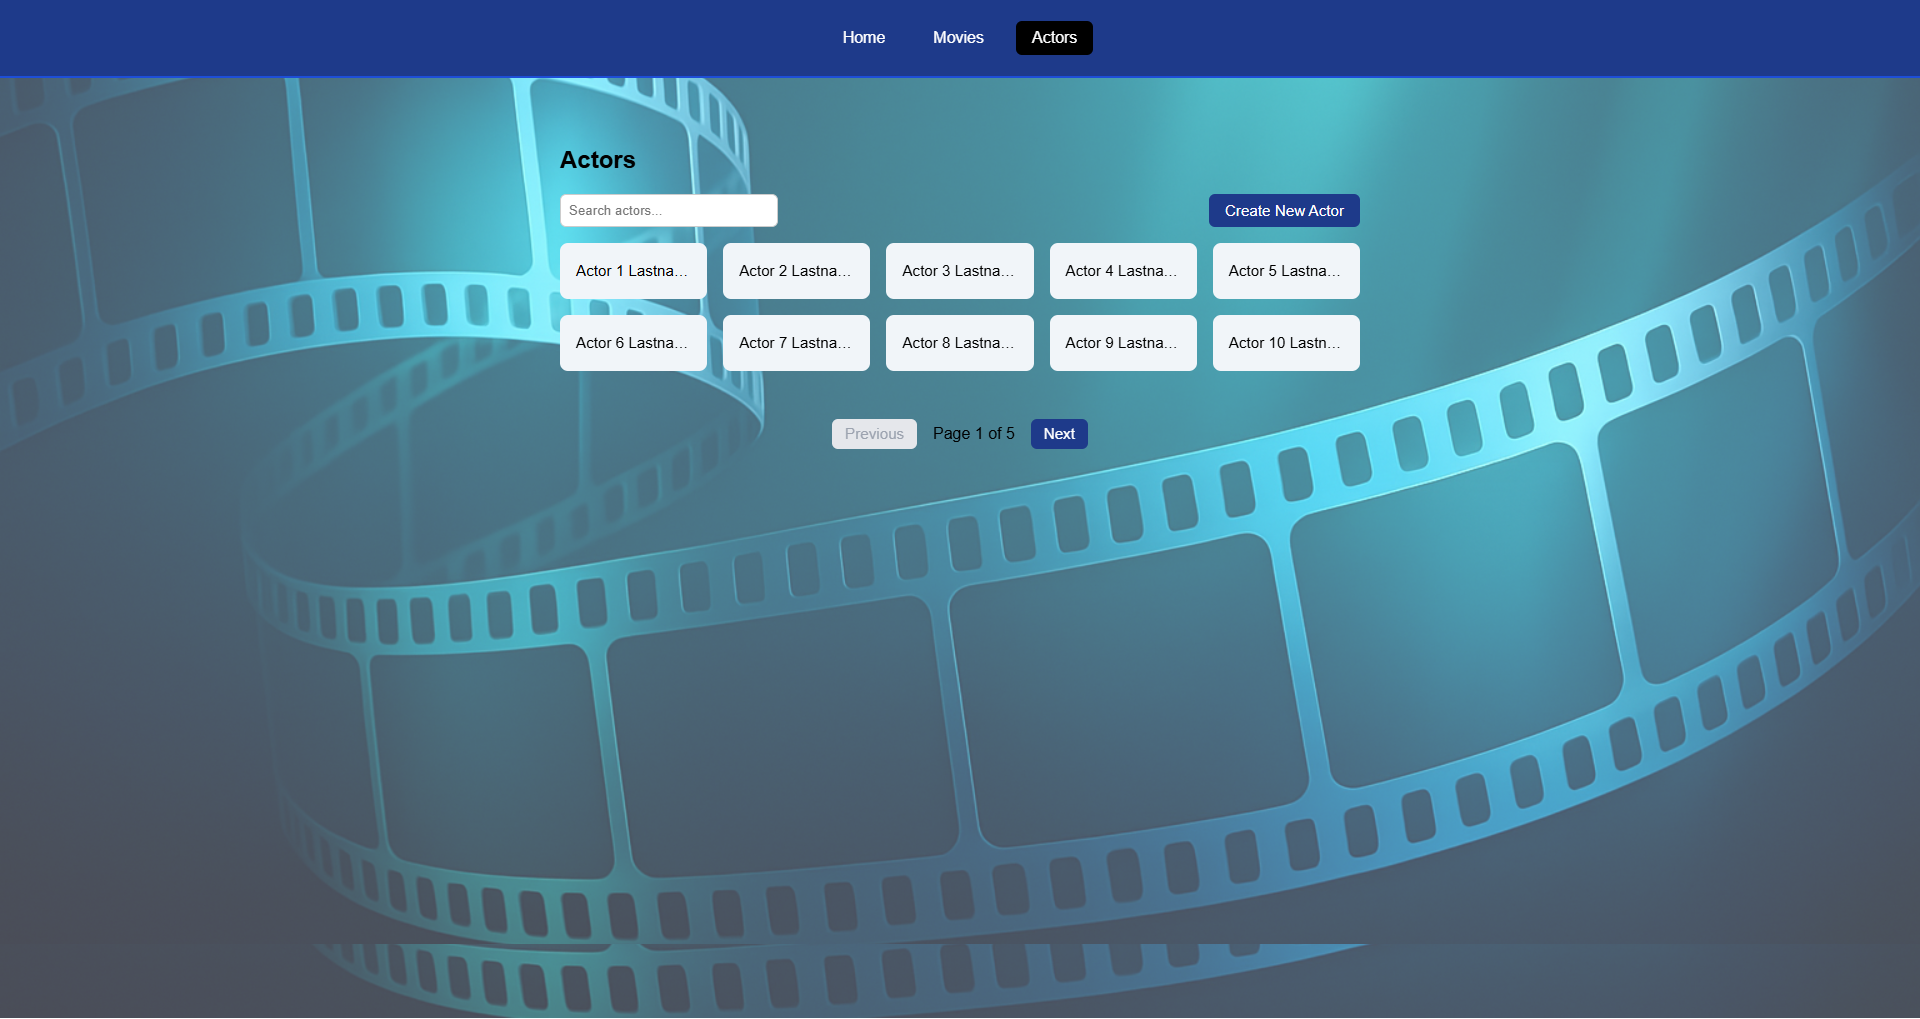 Home Movies Actors
Actors
Search actors...
Create New Actor
Actor 1 Lastna...
Actor 2 Lastna...
Actor 3 Lastna...
Actor 4 Lastna...
Actor 5 Lastna...
Actor 6 Lastna...
Actor 7 Lastna...
Actor 8 Lastna...
Actor 9 Lastna...
Actor 10 Lastn...
Previous Page 1 of 5 Next